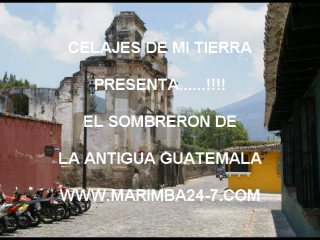 CELAJES DE MI TIERRA
PRESENTA......!!!!
EL SOMBRERON DE
LA ANTIGUA GUATEMALA
WWW.MARIMBA24-7.COM